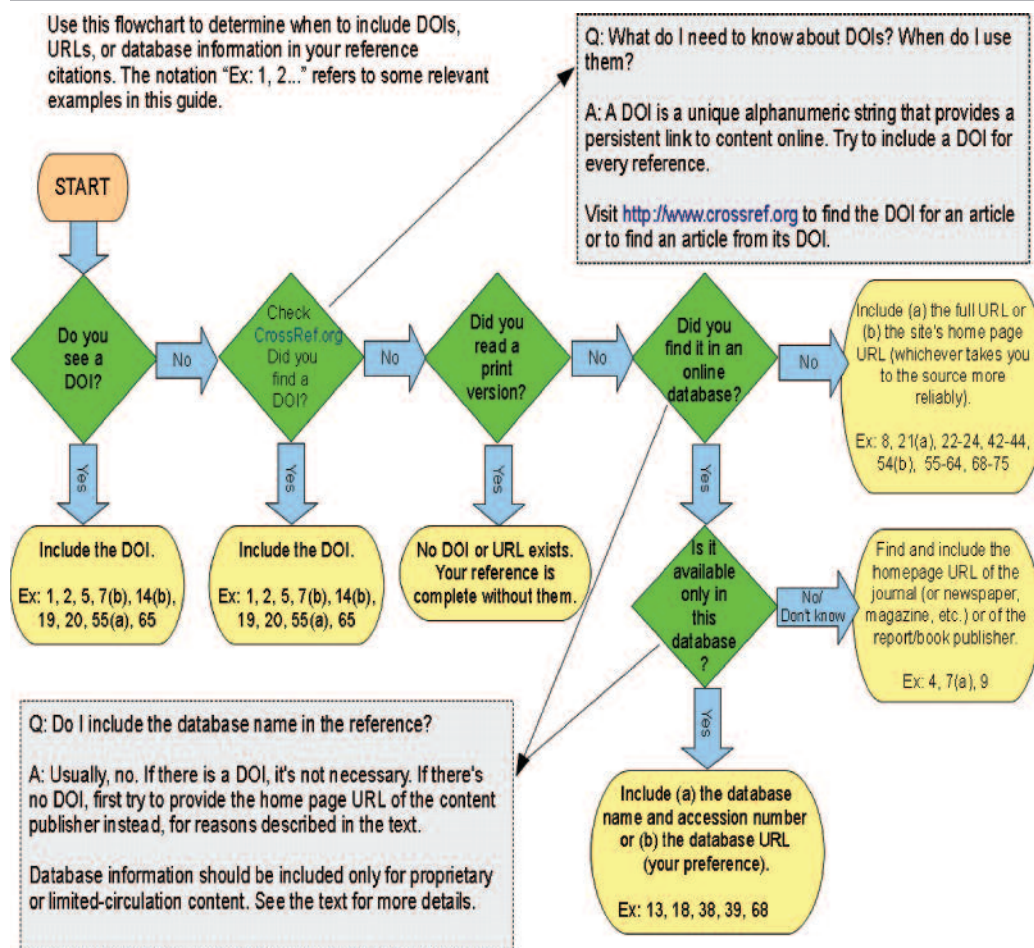 Use this flowchart to determine when to include DOIs,
URLs, or database information in your reference
citations. The notation “Ex: 1, 2...” refers to some relevant
examples in this guide.
Q: What do I need to know about DOIs? When do I use
them?
A: A DOI is a unique alphanumeric string that provides a
persistent link to content online. Try to include a DOI for
every reference.
Visit http://www.crossref.org to find the DOI for an article
or to find an article from its DOI.
START
Do you
see a
DOI?
No
Check
CrossRef.org
Did you
find a
DOI?
No
Did you
read a
print
version?
No
Did you
find it in an
online
database?
No
Include (a) the full URL or
(b) the site's home page
URL (whichever takes you
to the source more
reliably).
Ex: 8, 21(a), 22-24, 42-44,
54(b), 55-64, 68-75
Yes
Yes
Yes
Yes
Include the DOI.
Ex: 1, 2, 5, 7(b), 14(b),
19, 20, 55(a), 65
Include the DOI.
Ex: 1, 2, 5, 7(b), 14(b),
19, 20, 55(a), 65
No DOI or URL exists.
Your reference is
complete without them.
Is it
available
only in
this
database
?
No/
Don't know
Find and include the
homepage URL of the
journal (or newspaper,
magazine, etc.) or of the
report/book publisher.
Ex: 4, 7(a), 9
Yes
Q: Do I include the database name in the reference?
A: Usually, no. If there is a DOI, it's not necessary. If there's
no DOI, first try to provide the home page URL of the content
publisher instead, for reasons described in the text.
Database information should be included only for proprietary
or limited-circulation content. See the text for more details.
Include (a) the database
name and accession number
or (b) the database URL
(your preference).
Ex: 13, 18, 38, 39, 68